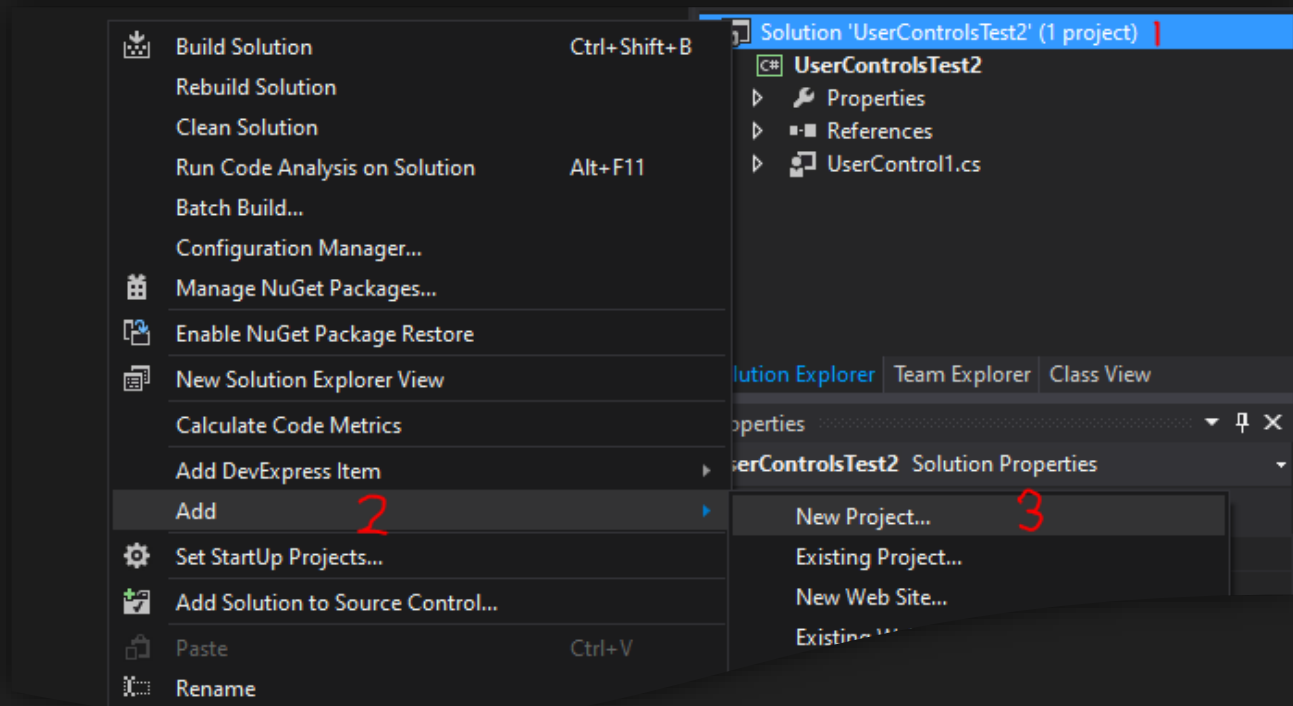 Build Solution Ctrl+Shift+B
Rebuild Solution
Clean Solution
Run Code Analysis on Solution Alt+F11
Batch Build...
Configuration Manager...
Manage NuGet Packages...
Enable NuGet Package Restore
New Solution Explorer View
Calculate Code Metrics
Add DevExpress Item
Add 2
Set StartUp Projects...
Add Solution to Source Control...
Paste Ctrl+V
Rename
Solution 'UserControlsTest2' (1 project) 1
C# UserControlsTest2
Properties
References
UserControl1.cs
lution Explorer Team Explorer Class View
operties
serControlsTest2 Solution Properties
New Project... 3
Existing Project...
New Web Site...
Existing